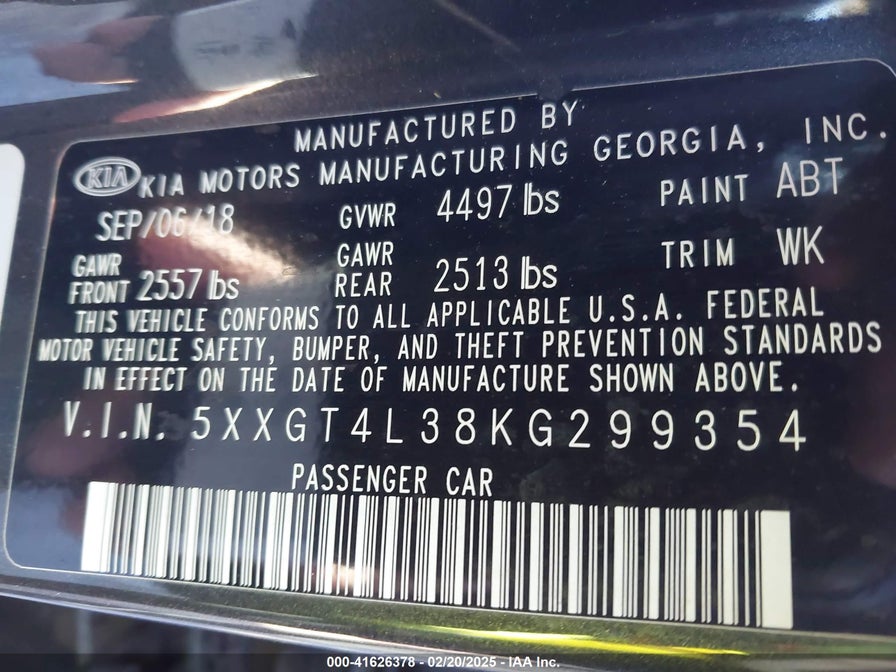 MANUFACTURED BY
KIA KIA MOTORS MANUFACTURING GEORGIA, INC.
SEP/06/18 GVWR 4497 lbs PAINT ABT
GAWR FRONT 2557 lbs GAWR REAR 2513 lbs TRIM WK
THIS VEHICLE CONFORMS TO ALL APPLICABLE U.S.A. FEDERAL
MOTOR VEHICLE SAFETY, BUMPER, AND THEFT PREVENTION STANDARDS
IN EFFECT ON THE DATE OF MANUFACTURE SHOWN ABOVE.
V.I.N. 5XXGT4L38KG299354
PASSENGER CAR
000-41626378 - 02/20/2025 - IAA Inc.